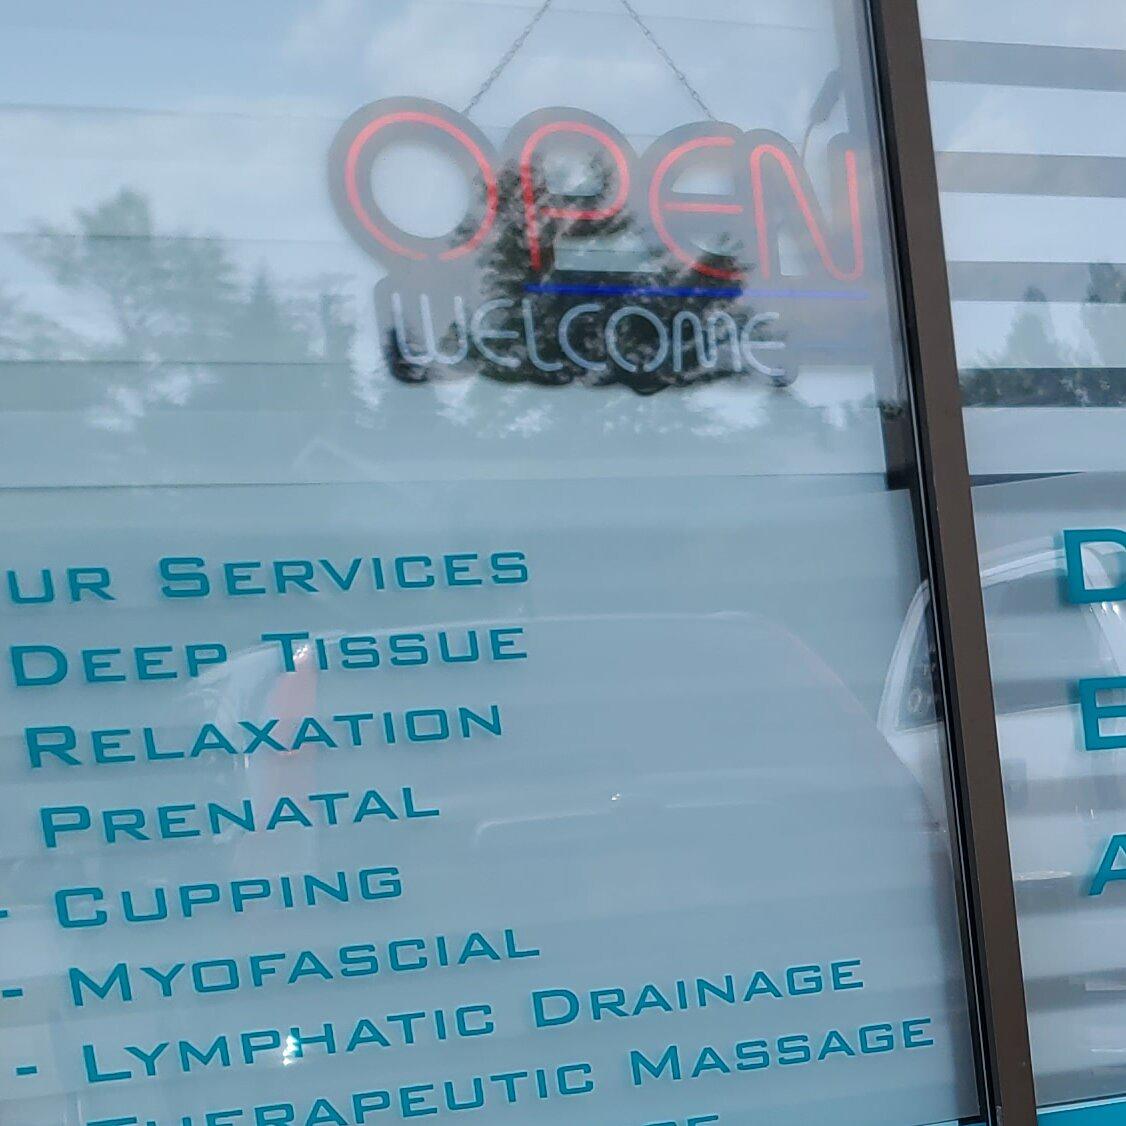 OPEN
WELCOME
UR SERVICES
DEEP TISSUE
RELAXATION
PRENATAL
- CUPPING
- MYOFASCIAL
- LYMPHATIC DRAINAGE
THERAPEUTIC MASSAGE
D
E
A